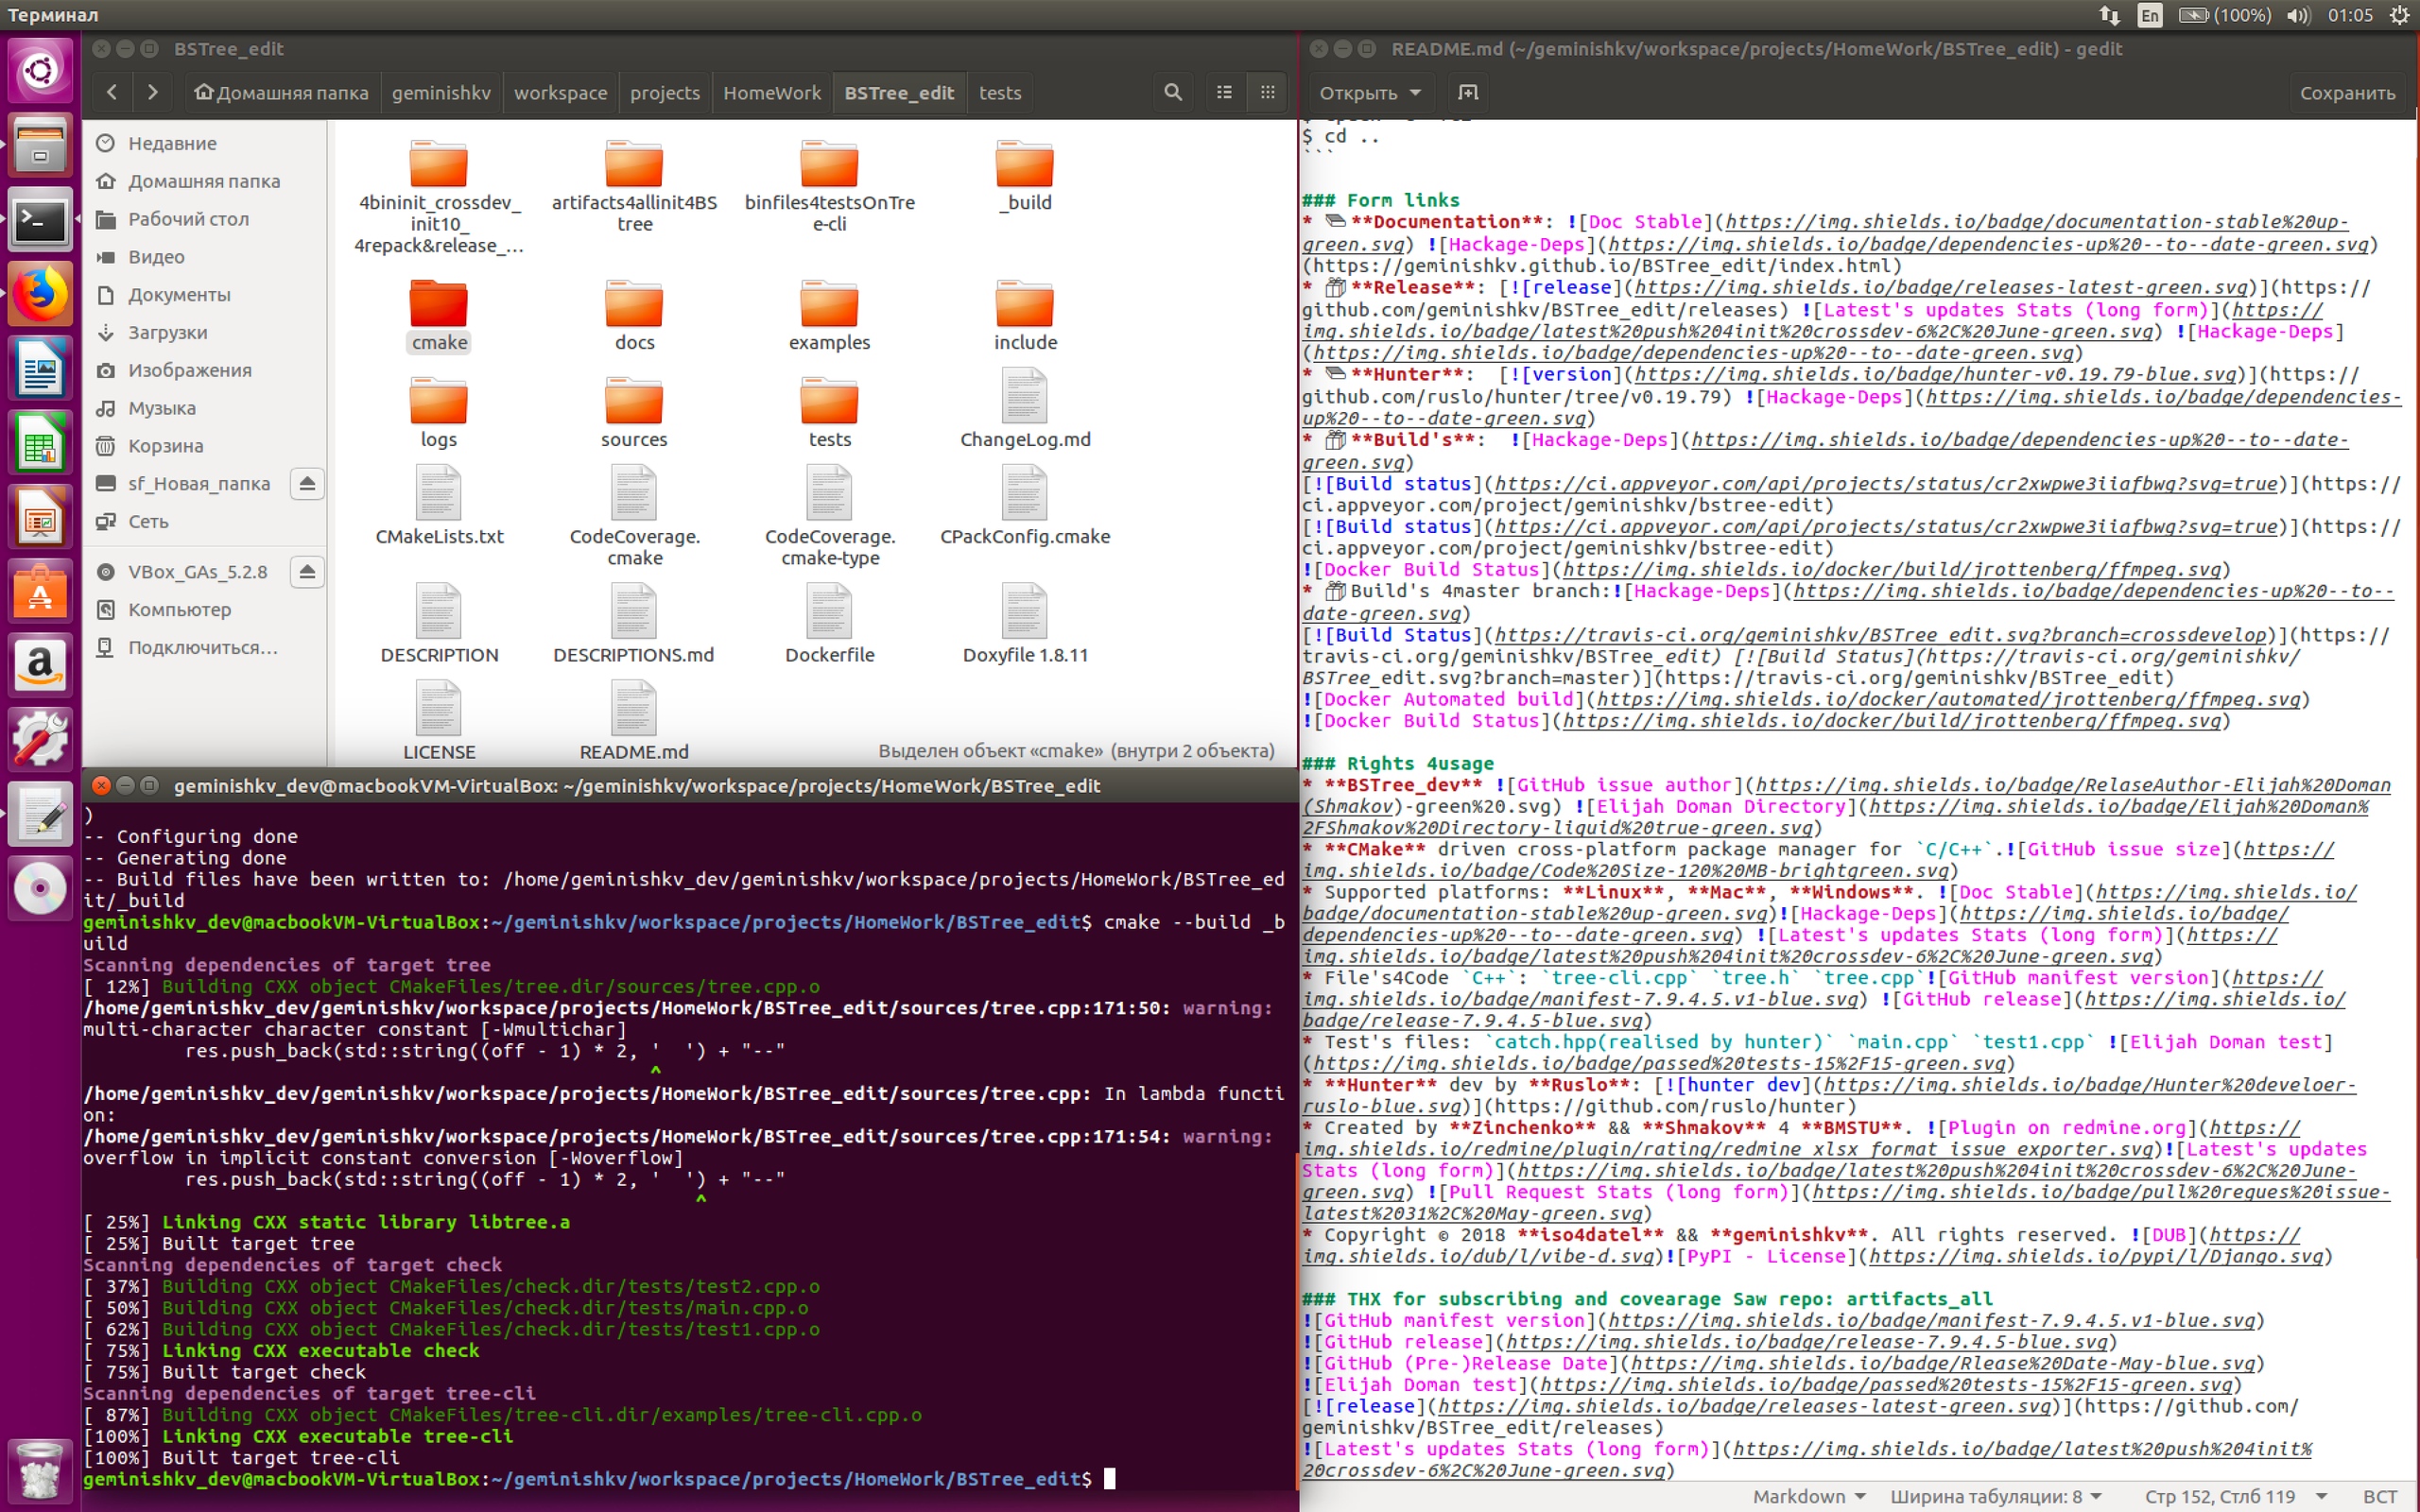 Терминал
En
(100%)
01:05
BSTree_edit
Домашняя папка
geminishkv
workspace
projects
HomeWork
BSTree_edit
tests
Недавние
Домашняя папка
Рабочий стол
Видео
Документы
Загрузки
Изображения
Музыка
Корзина
sf_Новая_папка
Сеть
VBox_GAs_5.2.8
Компьютер
Подключиться…
4bininit_crossdev_
init10_
4repack&release_…
artifacts4allinit4BS
tree
binfiles4testsOnTre
e-cli
_build
cmake
docs
examples
include
logs
sources
tests
ChangeLog.md
CMakeLists.txt
CodeCoverage.
cmake
CodeCoverage.
cmake-type
CPackConfig.cmake
DESCRIPTION
DESCRIPTIONS.md
Dockerfile
Doxyfile 1.8.11
LICENSE
README.md
Выделен объект «cmake» (внутри 2 объекта)
geminishkv_dev@macbookVM-VirtualBox: ~/geminishkv/workspace/projects/HomeWork/BSTree_edit
)
-- Configuring done
-- Generating done
-- Build files have been written to: /home/geminishkv_dev/geminishkv/workspace/projects/HomeWork/BSTree_ed
it/_build
geminishkv_dev@macbookVM-VirtualBox:~/geminishkv/workspace/projects/HomeWork/BSTree_edit$ cmake --build _b
uild
Scanning dependencies of target tree
[ 12%] Building CXX object CMakeFiles/tree.dir/sources/tree.cpp.o
/home/geminishkv_dev/geminishkv/workspace/projects/HomeWork/BSTree_edit/sources/tree.cpp:171:50: warning:
multi-character character constant [-Wmultichar]
res.push_back(std::string((off - 1) * 2, '  ') + "--"
^
/home/geminishkv_dev/geminishkv/workspace/projects/HomeWork/BSTree_edit/sources/tree.cpp: In lambda functi
on:
/home/geminishkv_dev/geminishkv/workspace/projects/HomeWork/BSTree_edit/sources/tree.cpp:171:54: warning:
overflow in implicit constant conversion [-Woverflow]
res.push_back(std::string((off - 1) * 2, '  ') + "--"
^
[ 25%] Linking CXX static library libtree.a
[ 25%] Built target tree
Scanning dependencies of target check
[ 37%] Building CXX object CMakeFiles/check.dir/tests/test2.cpp.o
[ 50%] Building CXX object CMakeFiles/check.dir/tests/main.cpp.o
[ 62%] Building CXX object CMakeFiles/check.dir/tests/test1.cpp.o
[ 75%] Linking CXX executable check
[ 75%] Built target check
Scanning dependencies of target tree-cli
[ 87%] Building CXX object CMakeFiles/tree-cli.dir/examples/tree-cli.cpp.o
[100%] Linking CXX executable tree-cli
[100%] Built target tree-cli
geminishkv_dev@macbookVM-VirtualBox:~/geminishkv/workspace/projects/HomeWork/BSTree_edit$
README.md (~/geminishkv/workspace/projects/HomeWork/BSTree_edit) - gedit
Открыть
Сохранить
$ cd ..
```
### Form links
* 📚 **Documentation**: ![Doc Stable](https://img.shields.io/badge/documentation-stable%20up-
green.svg) ![Hackage-Deps](https://img.shields.io/badge/dependencies-up%20--to--date-green.svg)
(https://geminishkv.github.io/BSTree_edit/index.html)
* 🎁**Release**: [![release](https://img.shields.io/badge/releases-latest-green.svg)](https://
github.com/geminishkv/BSTree_edit/releases) ![Latest's updates Stats (long form)](https://
img.shields.io/badge/latest%20push%204init%20crossdev-6%2C%20June-green.svg) ![Hackage-Deps]
(https://img.shields.io/badge/dependencies-up%20--to--date-green.svg)
* 📚 **Hunter**:  [![version](https://img.shields.io/badge/hunter-v0.19.79-blue.svg)](https://
github.com/ruslo/hunter/tree/v0.19.79) ![Hackage-Deps](https://img.shields.io/badge/dependencies-
up%20--to--date-green.svg)
* 🎁**Build's**:  ![Hackage-Deps](https://img.shields.io/badge/dependencies-up%20--to--date-
green.svg)
[![Build status](https://ci.appveyor.com/api/projects/status/cr2xwpwe3iiafbwg?svg=true)](https://
ci.appveyor.com/project/geminishkv/bstree-edit)
[![Build status](https://ci.appveyor.com/api/projects/status/cr2xwpwe3iiafbwg?svg=true)](https://
ci.appveyor.com/project/geminishkv/bstree-edit)
![Docker Build Status](https://img.shields.io/docker/build/jrottenberg/ffmpeg.svg)
* 🎁Build's 4master branch:![Hackage-Deps](https://img.shields.io/badge/dependencies-up%20--to--
date-green.svg)
[![Build Status](https://travis-ci.org/geminishkv/BSTree_edit.svg?branch=crossdevelop)](https://
travis-ci.org/geminishkv/BSTree_edit) [![Build Status](https://travis-ci.org/geminishkv/
BSTree_edit.svg?branch=master)](https://travis-ci.org/geminishkv/BSTree_edit)
![Docker Automated build](https://img.shields.io/docker/automated/jrottenberg/ffmpeg.svg)
![Docker Build Status](https://img.shields.io/docker/build/jrottenberg/ffmpeg.svg)
### Rights 4usage
* **BSTree_dev** ![GitHub issue author](https://img.shields.io/badge/RelaseAuthor-Elijah%20Doman
(Shmakov)-green%20.svg) ![Elijah Doman Directory](https://img.shields.io/badge/Elijah%20Doman%
2FShmakov%20Directory-liquid%20true-green.svg)
* **CMake** driven cross-platform package manager for `C/C++`.![GitHub issue size](https://
img.shields.io/badge/Code%20Size-120%20MB-brightgreen.svg)
* Supported platforms: **Linux**, **Mac**, **Windows**. ![Doc Stable](https://img.shields.io/
badge/documentation-stable%20up-green.svg)![Hackage-Deps](https://img.shields.io/badge/
dependencies-up%20--to--date-green.svg) ![Latest's updates Stats (long form)](https://
img.shields.io/badge/latest%20push%204init%20crossdev-6%2C%20June-green.svg)
* File's4Code `C++`: `tree-cli.cpp` `tree.h` `tree.cpp`![GitHub manifest version](https://
img.shields.io/badge/manifest-7.9.4.5.v1-blue.svg) ![GitHub release](https://img.shields.io/
badge/release-7.9.4.5-blue.svg)
* Test's files: `catch.hpp(realised by hunter)` `main.cpp` `test1.cpp` ![Elijah Doman test]
(https://img.shields.io/badge/passed%20tests-15%2F15-green.svg)
* **Hunter** dev by **Ruslo**: [![hunter dev](https://img.shields.io/badge/Hunter%20develoer-
ruslo-blue.svg)](https://github.com/ruslo/hunter)
* Created by **Zinchenko** && **Shmakov** 4 **BMSTU**. ![Plugin on redmine.org](https://
img.shields.io/redmine/plugin/rating/redmine_xlsx_format_issue_exporter.svg)![Latest's updates
Stats (long form)](https://img.shields.io/badge/latest%20push%204init%20crossdev-6%2C%20June-
green.svg) ![Pull Request Stats (long form)](https://img.shields.io/badge/pull%20reques%20issue-
latest%2031%2C%20May-green.svg)
* Copyright © 2018 **iso4datel** && **geminishkv**. All rights reserved. ![DUB](https://
img.shields.io/dub/l/vibe-d.svg)![PyPI - License](https://img.shields.io/pypi/l/Django.svg)
### THX for subscribing and covearage Saw repo: artifacts_all
![GitHub manifest version](https://img.shields.io/badge/manifest-7.9.4.5.v1-blue.svg)
![GitHub release](https://img.shields.io/badge/release-7.9.4.5-blue.svg)
![GitHub (Pre-)Release Date](https://img.shields.io/badge/Rlease%20Date-May-blue.svg)
![Elijah Doman test](https://img.shields.io/badge/passed%20tests-15%2F15-green.svg)
[![release](https://img.shields.io/badge/releases-latest-green.svg)](https://github.com/
geminishkv/BSTree_edit/releases)
![Latest's updates Stats (long form)](https://img.shields.io/badge/latest%20push%204init%
20crossdev-6%2C%20June-green.svg)
Markdown
Ширина табуляции: 8
Стр 152, Стлб 119
ВСТ